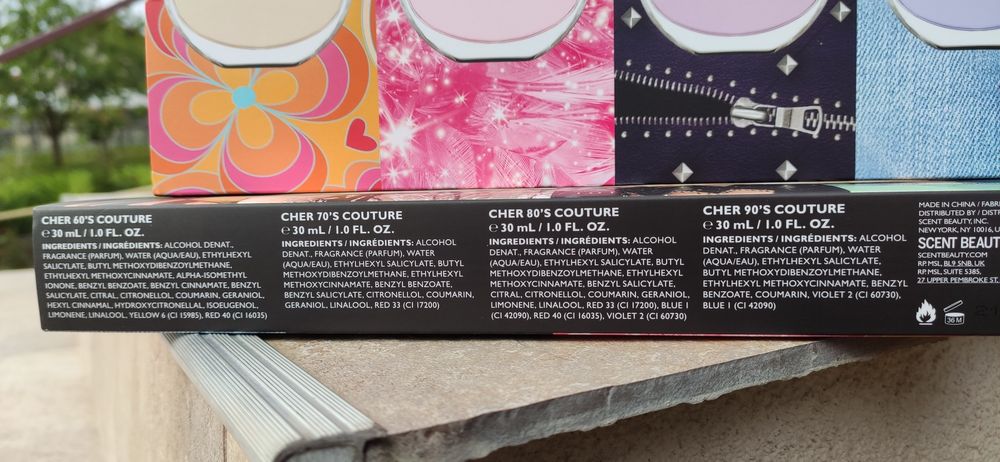 CHER 60'S COUTURE
℮ 30 mL / 1.0 FL. OZ.
INGREDIENTS / INGRÉDIENTS: ALCOHOL DENAT.,
FRAGRANCE (PARFUM), WATER (AQUA/EAU), ETHYLHEXYL
SALICYLATE, BUTYL METHOXYDIBENZOYLMETHANE,
ETHYLHEXYL METHOXYCINNAMATE, ALPHA-ISOMETHYL
IONONE, BENZYL BENZOATE, BENZYL CINNAMATE, BENZYL
SALICYLATE, CITRAL, CITRONELLOL, COUMARIN, GERANIOL,
HEXYL CINNAMAL, HYDROXYCITRONELLAL, ISOEUGENOL,
LIMONENE, LINALOOL, YELLOW 6 (CI 15985), RED 40 (CI 16035)
CHER 70'S COUTURE
℮ 30 mL / 1.0 FL. OZ.
INGREDIENTS / INGRÉDIENTS: ALCOHOL
DENAT., FRAGRANCE (PARFUM), WATER
(AQUA/EAU), ETHYLHEXYL SALICYLATE, BUTYL
METHOXYDIBENZOYLMETHANE, ETHYLHEXYL
METHOXYCINNAMATE, BENZYL BENZOATE,
BENZYL SALICYLATE, CITRONELLOL, COUMARIN,
GERANIOL, LINALOOL, RED 33 (CI 17200)
CHER 80'S COUTURE
℮ 30 mL / 1.0 FL. OZ.
INGREDIENTS / INGRÉDIENTS: ALCOHOL
DENAT., FRAGRANCE (PARFUM), WATER
(AQUA/EAU), ETHYLHEXYL SALICYLATE, BUTYL
METHOXYDIBENZOYLMETHANE, ETHYLHEXYL
METHOXYCINNAMATE, BENZYL SALICYLATE,
CITRAL, CITRONELLOL, COUMARIN, GERANIOL,
LIMONENE, LINALOOL, RED 33 (CI 17200), BLUE 1
(CI 42090), RED 40 (CI 16035), VIOLET 2 (CI 60730)
CHER 90'S COUTURE
℮ 30 mL / 1.0 FL. OZ.
INGREDIENTS / INGRÉDIENTS: ALCOHOL
DENAT., FRAGRANCE (PARFUM), WATER
(AQUA/EAU), ETHYLHEXYL SALICYLATE,
BUTYL METHOXYDIBENZOYLMETHANE,
ETHYLHEXYL METHOXYCINNAMATE, BENZYL
BENZOATE, COUMARIN, VIOLET 2 (CI 60730),
BLUE 1 (CI 42090)
MADE IN CHINA / FABRI
DISTRIBUTED BY / DISTRI
SCENT BEAUTY, INC.
NEW YORK, NY 10016, U
SCENT BEAUT
SCENTBEAUTY.COM
RP. MSL, BL9 5NB. UK
RP. MSL, SUITE 5385,
27 UPPER PEMBROKE ST.
36 M